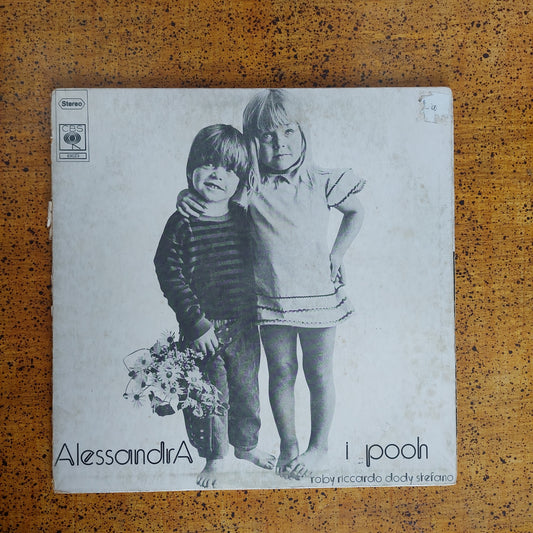 Stereo
CBS
AlessandrA
i pooh
roby riccardo dody stefano